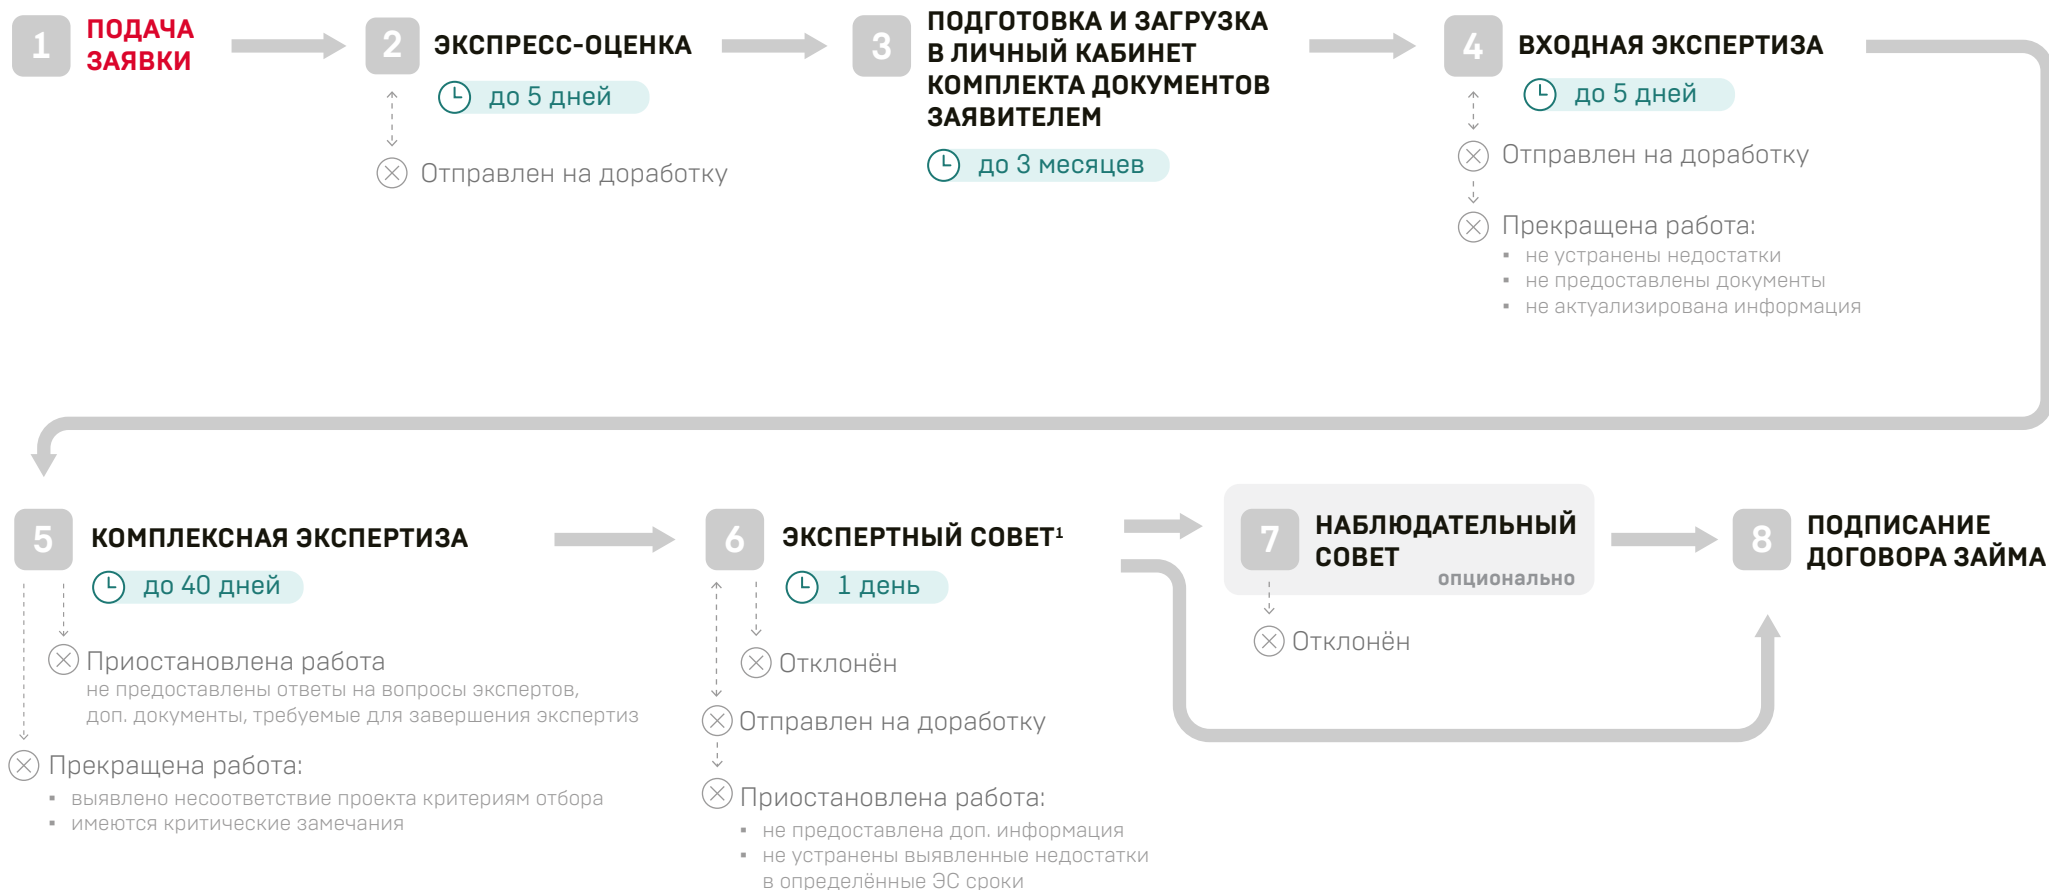 1
ПОДАЧА
ЗАЯВКИ
2
ЭКСПРЕСС-ОЦЕНКА
до 5 дней
Отправлен на доработку
3
ПОДГОТОВКА И ЗАГРУЗКА
В ЛИЧНЫЙ КАБИНЕТ
КОМПЛЕКТА ДОКУМЕНТОВ
ЗАЯВИТЕЛЕМ
до 3 месяцев
4
ВХОДНАЯ ЭКСПЕРТИЗА
до 5 дней
Отправлен на доработку
Прекращена работа:
▪ не устранены недостатки
▪ не предоставлены документы
▪ не актуализирована информация
5
КОМПЛЕКСНАЯ ЭКСПЕРТИЗА
до 40 дней
Приостановлена работа
не предоставлены ответы на вопросы экспертов,
доп. документы, требуемые для завершения экспертиз
Прекращена работа:
▪ выявлено несоответствие проекта критериям отбора
▪ имеются критические замечания
6
ЭКСПЕРТНЫЙ СОВЕТ¹
1 день
Отклонён
Отправлен на доработку
Приостановлена работа:
▪ не предоставлена доп. информация
▪ не устранены выявленные недостатки
в определённые ЭС сроки
7
НАБЛЮДАТЕЛЬНЫЙ
СОВЕТ
опционально
Отклонён
8
ПОДПИСАНИЕ
ДОГОВОРА ЗАЙМА